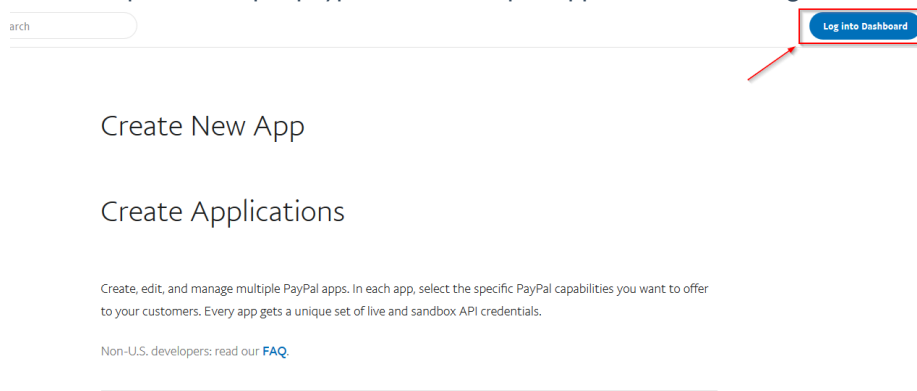 arch
Log into Dashboard
Create New App
Create Applications
Create, edit, and manage multiple PayPal apps. In each app, select the specific PayPal capabilities you want to offer
to your customers. Every app gets a unique set of live and sandbox API credentials.
Non-U.S. developers: read our FAQ.